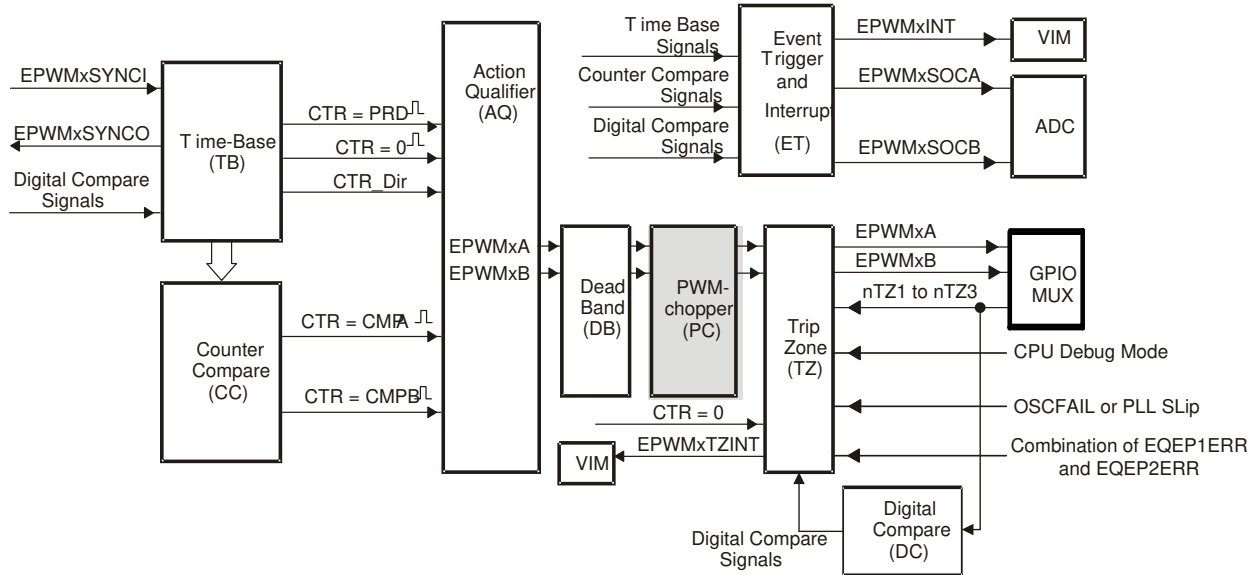 EPWMxSYNCI
EPWMxSYNCO
Digital Compare
Signals
Time-Base
(TB)
CTR = PRD
CTR = 0
CTR_Dir
Counter
Compare
(CC)
CTR = CMPA
CTR = CMPB
Action
Qualifier
(AQ)
EPWMxA
EPWMxB
Time Base
Signals
Counter Compare
Signals
Digital Compare
Signals
Event
Trigger
and
Interrupt
(ET)
EPWMxINT
EPWMxSOCA
EPWMxSOCB
VIM
ADC
Dead
Band
(DB)
PWM-
chopper
(PC)
CTR = 0
EPWMxTZINT
VIM
Trip
Zone
(TZ)
EPWMxA
EPWMxB
nTZ1 to nTZ3
GPIO
MUX
CPU Debug Mode
OSCFAIL or PLL SLip
Combination of EQEP1ERR
and EQEP2ERR
Digital Compare
Signals
Digital
Compare
(DC)